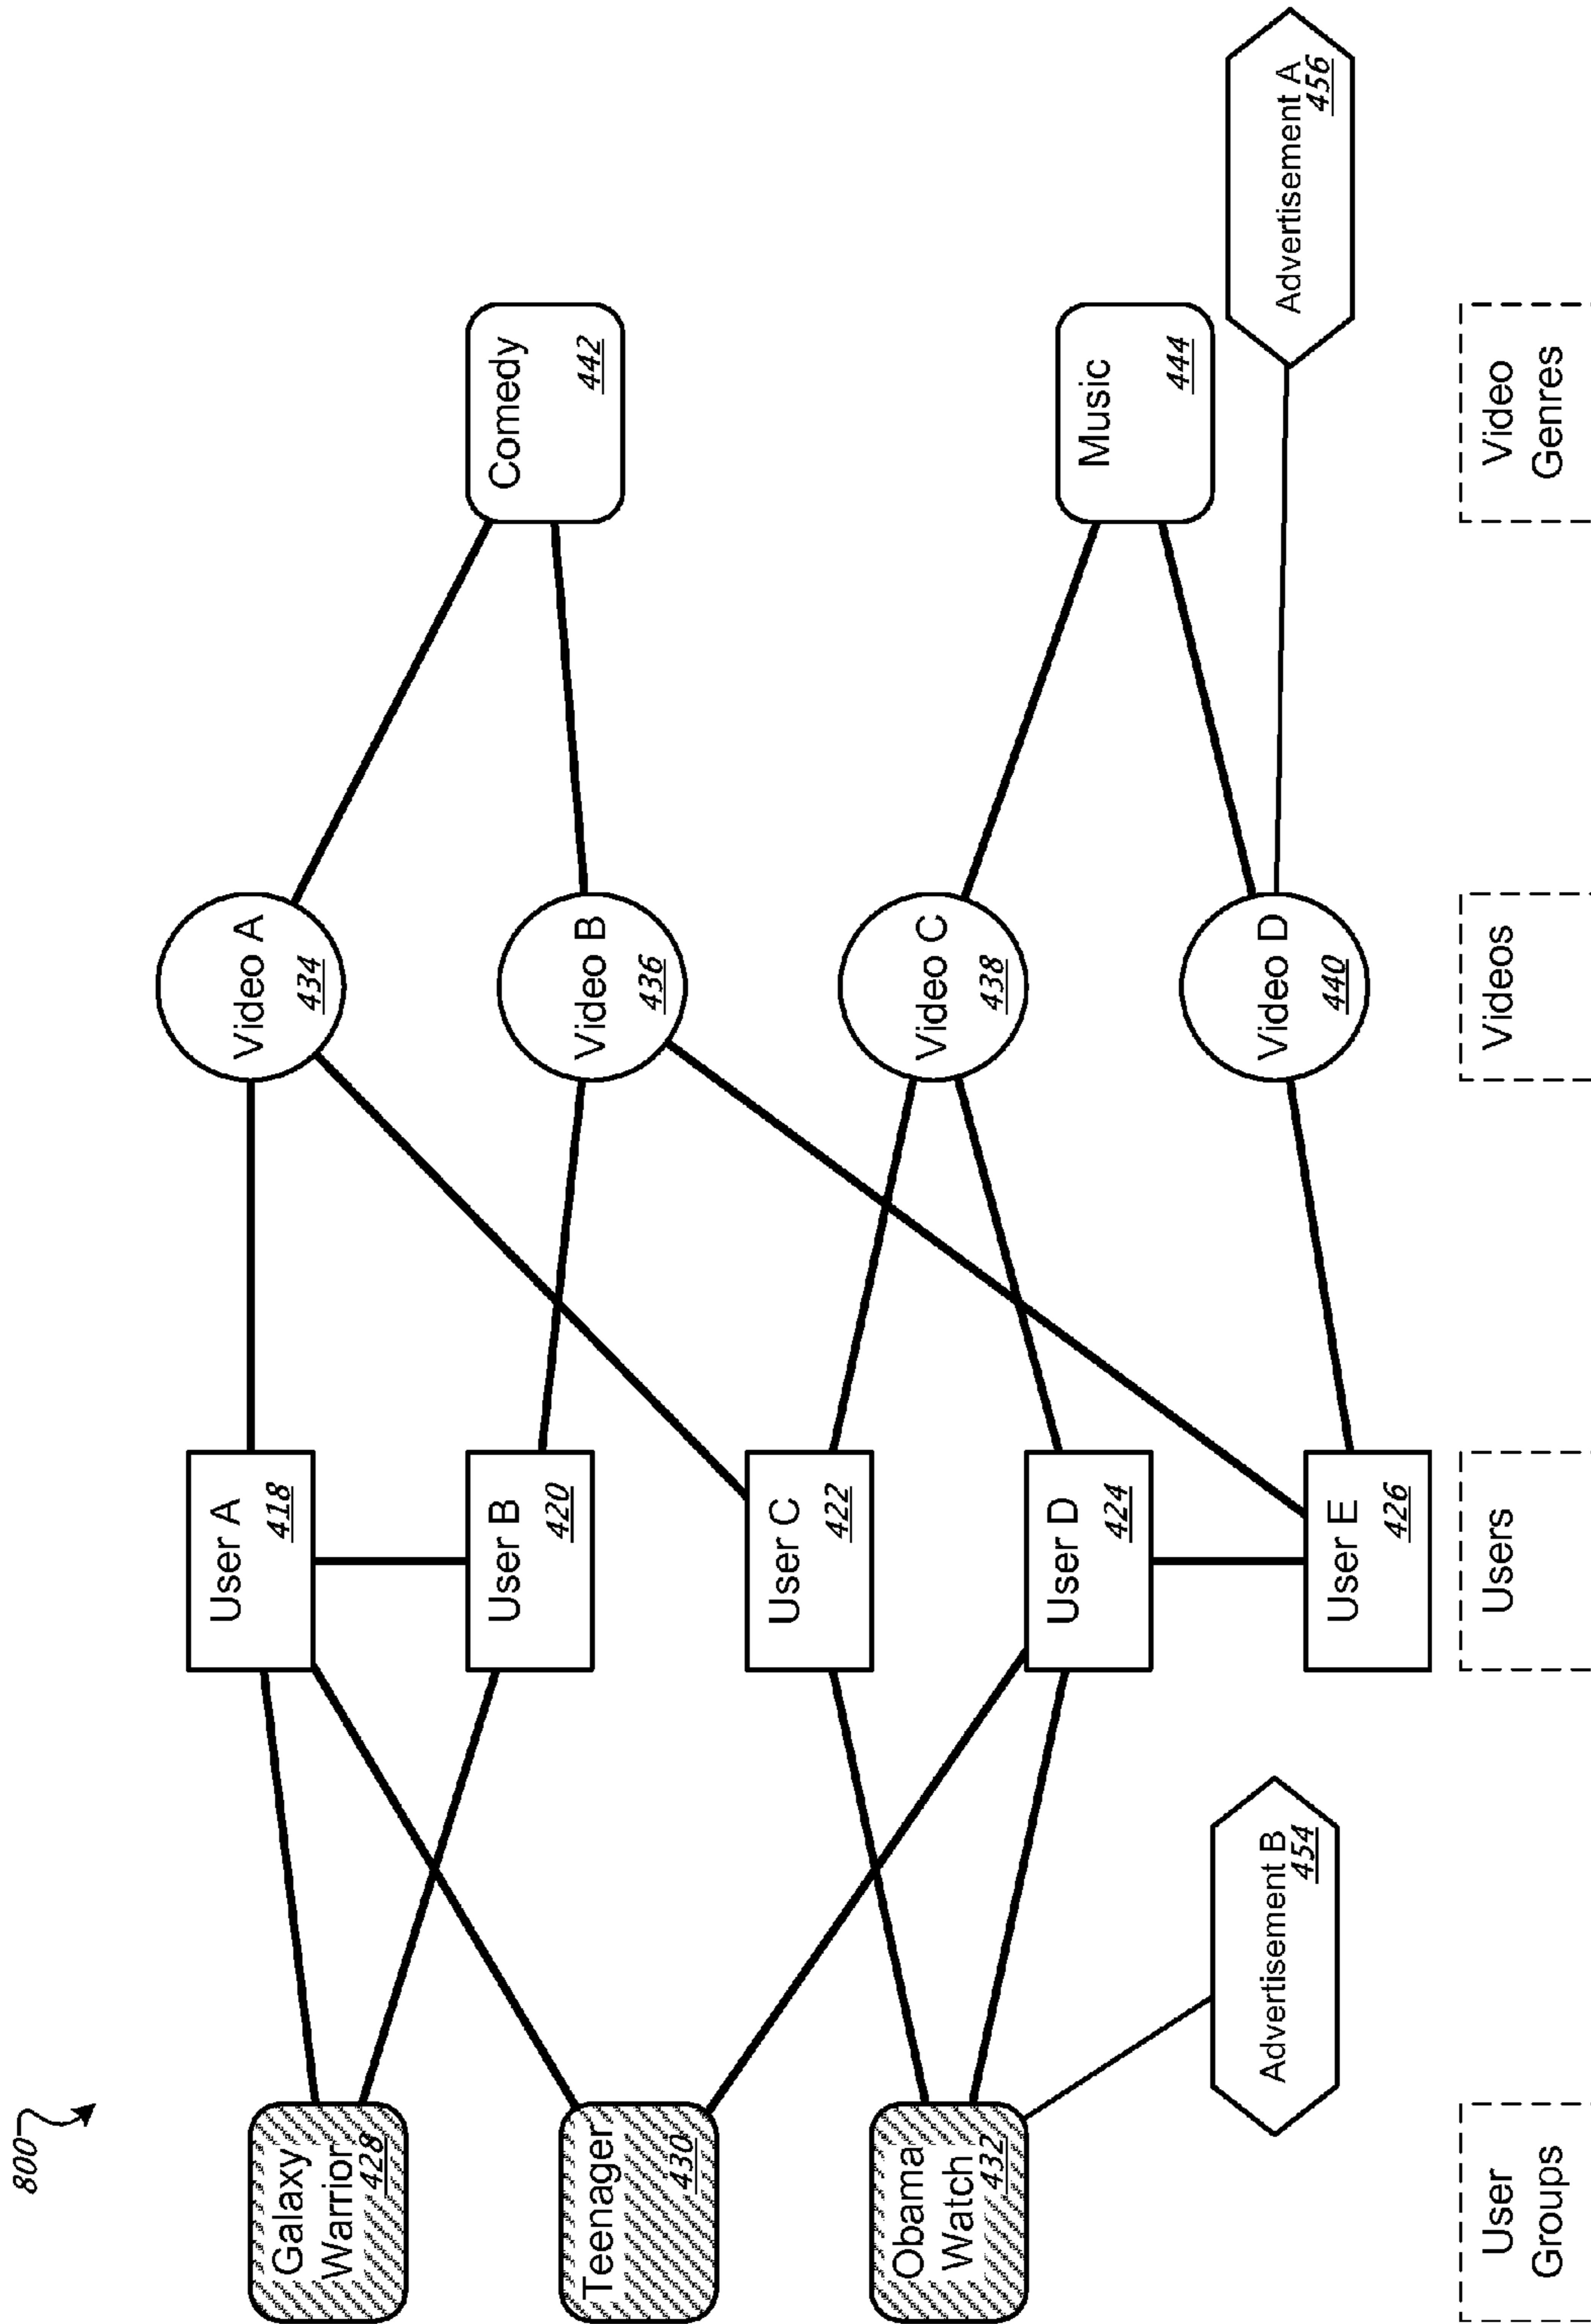 800
Galaxy
Warrior
428
Teenager
430
Obama
Watch
432
Advertisement B
454
User A
418
User B
420
User C
422
User D
424
User E
426
Video A
434
Video B
436
Video C
438
Video D
440
Comedy
442
Music
444
Advertisement A
456
User
Groups
Users
Videos
Video
Genres